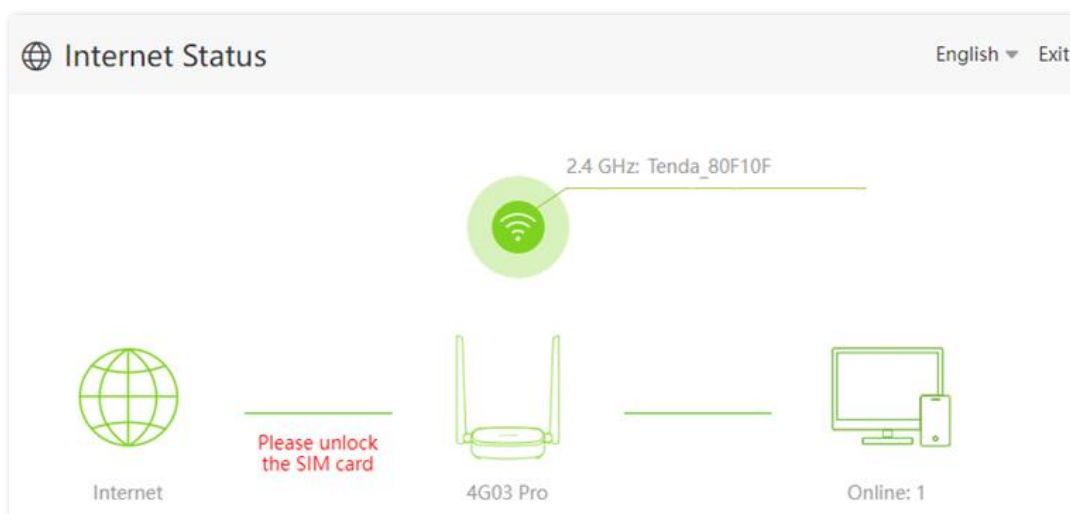 Internet Status
English Exit
2.4 GHz: Tenda_80F10F
Please unlock
the SIM card
Internet
4G03 Pro
Online: 1